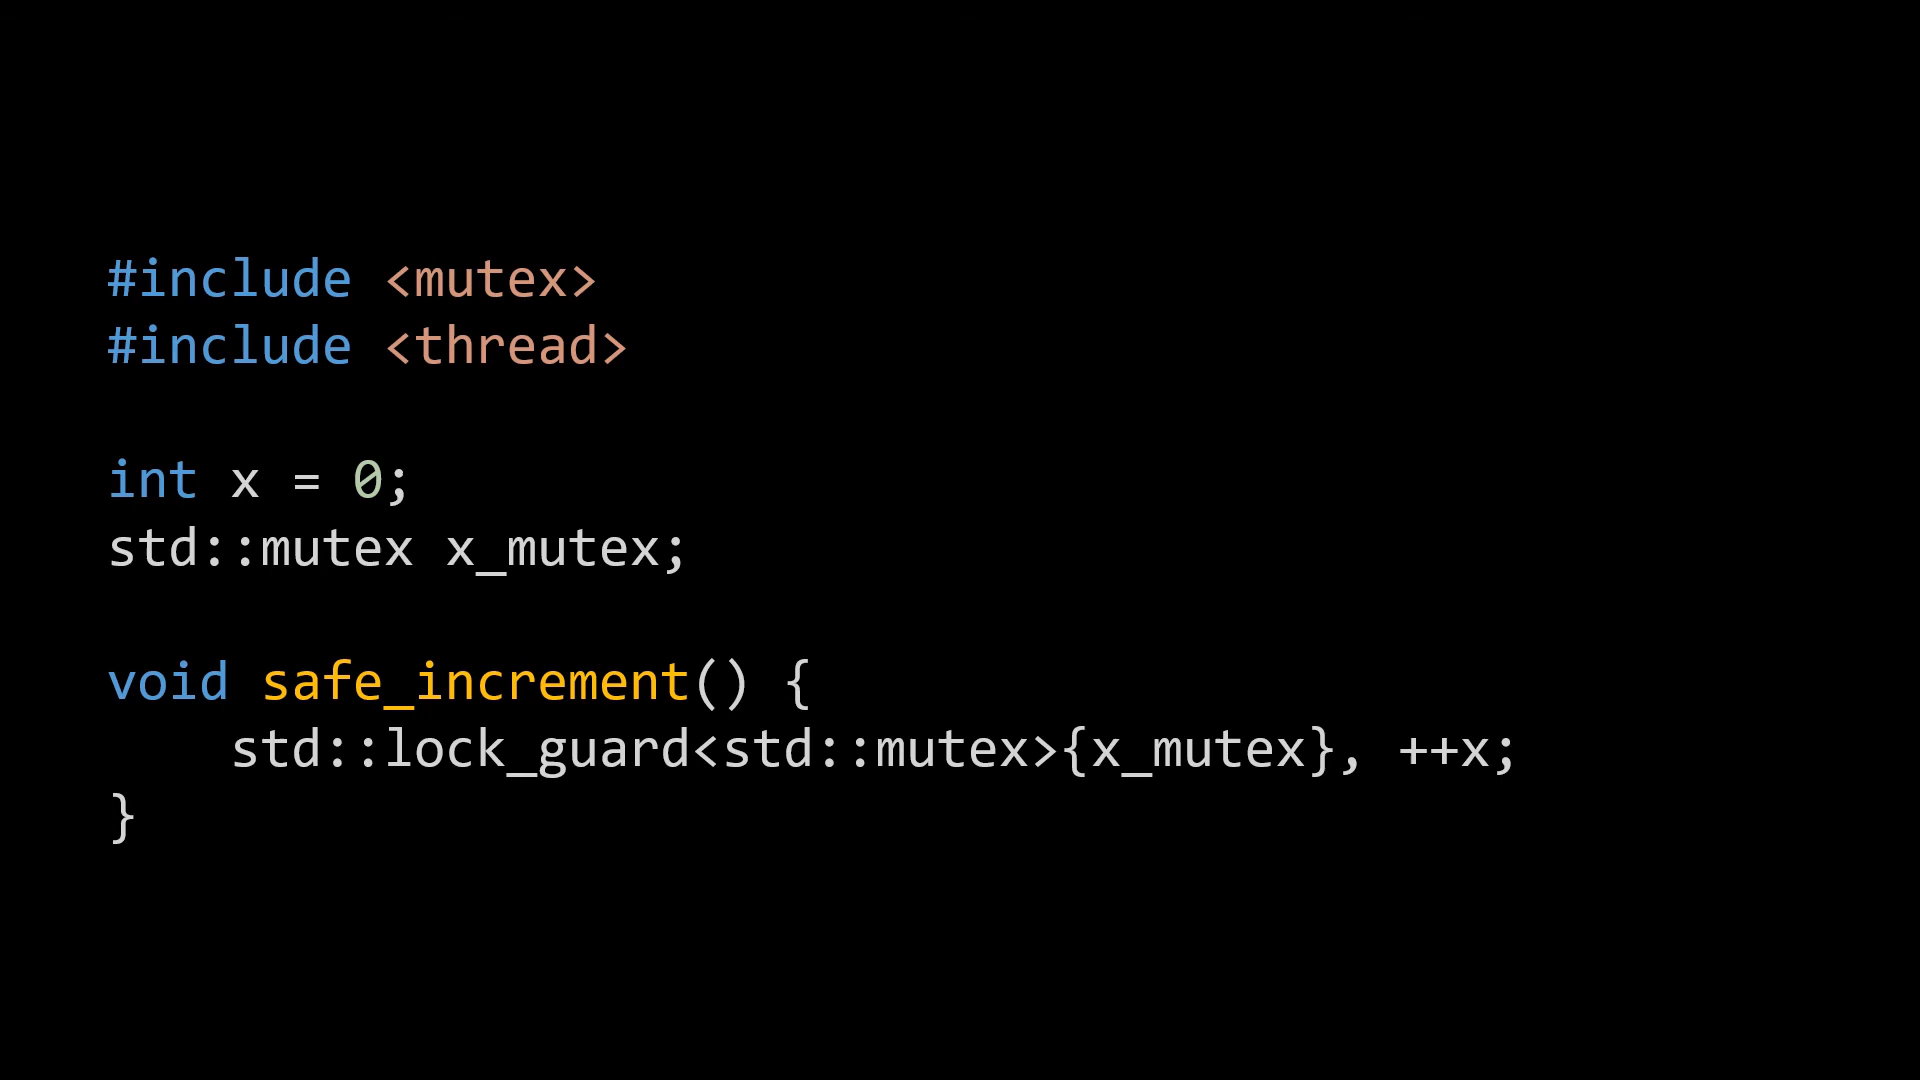 #include <mutex>
#include <thread>

int x = 0;
std::mutex x_mutex;

void safe_increment() {
    std::lock_guard<std::mutex>{x_mutex}, ++x;
}